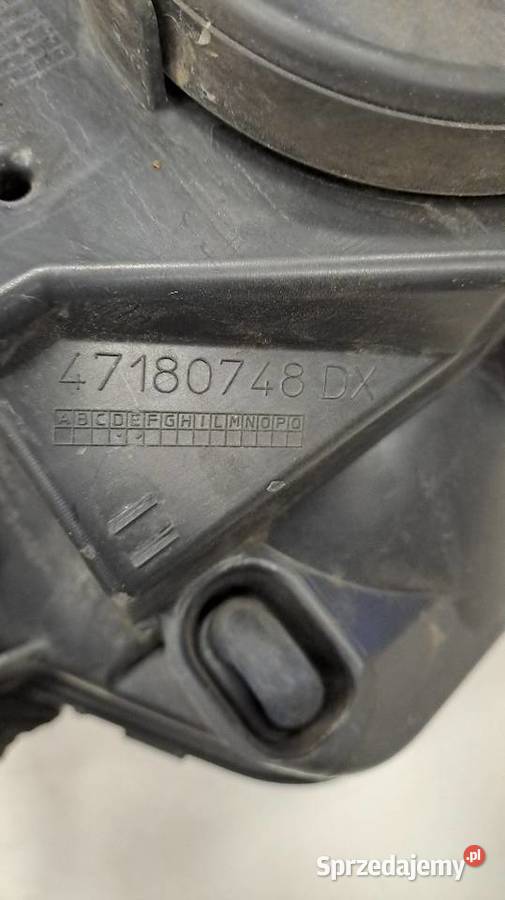 47180748 DX
A B C D E F G H I L M N O P Q
Sprzedajemy.pl